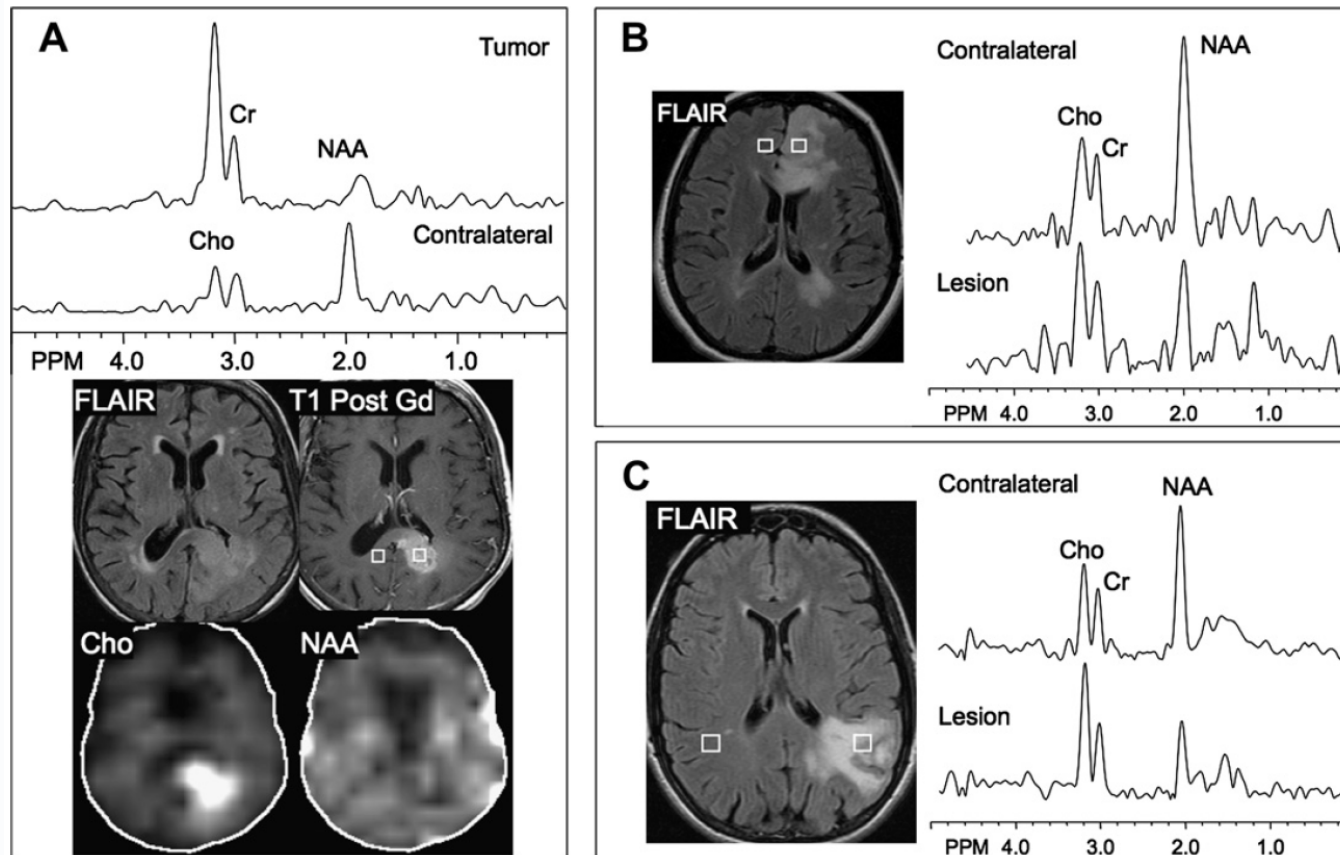 A
Tumor
Cr
NAA
Cho
Contralateral
PPM 4.0 3.0 2.0 1.0
FLAIR
T1 Post Gd
Cho
NAA
B
FLAIR
Contralateral
NAA
Cho
Cr
Lesion
PPM 4.0 3.0 2.0 1.0
C
FLAIR
Contralateral
NAA
Cho
Cr
Lesion
PPM 4.0 3.0 2.0 1.0